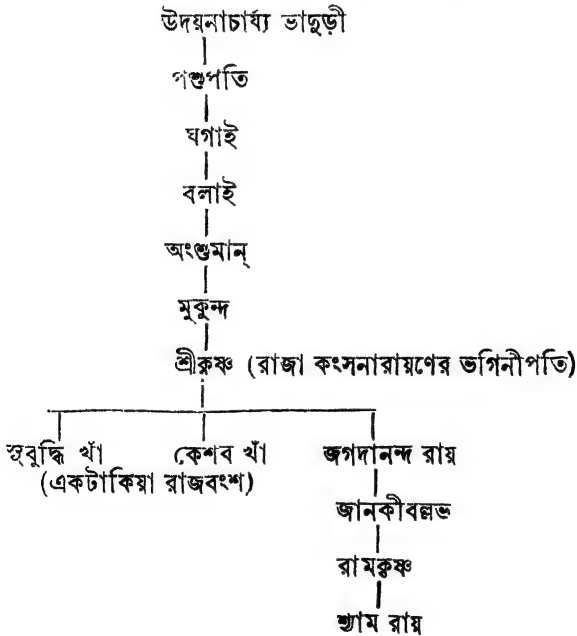 উদয়নাচার্য্য ভাদুড়ী
পশুপতি
ঘগাই
বলাই
অংশুমান্
মুকুন্দ
শ্রীকৃষ্ণ (রাজা কংসনারায়ণের ভগিনীপতি)
সুবুদ্ধি খাঁ কেশব খাঁ জগদানন্দ রায়
(একটাকিয়া রাজবংশ)
জানকীবল্লভ
রামকৃষ্ণ
শ্যাম রায়